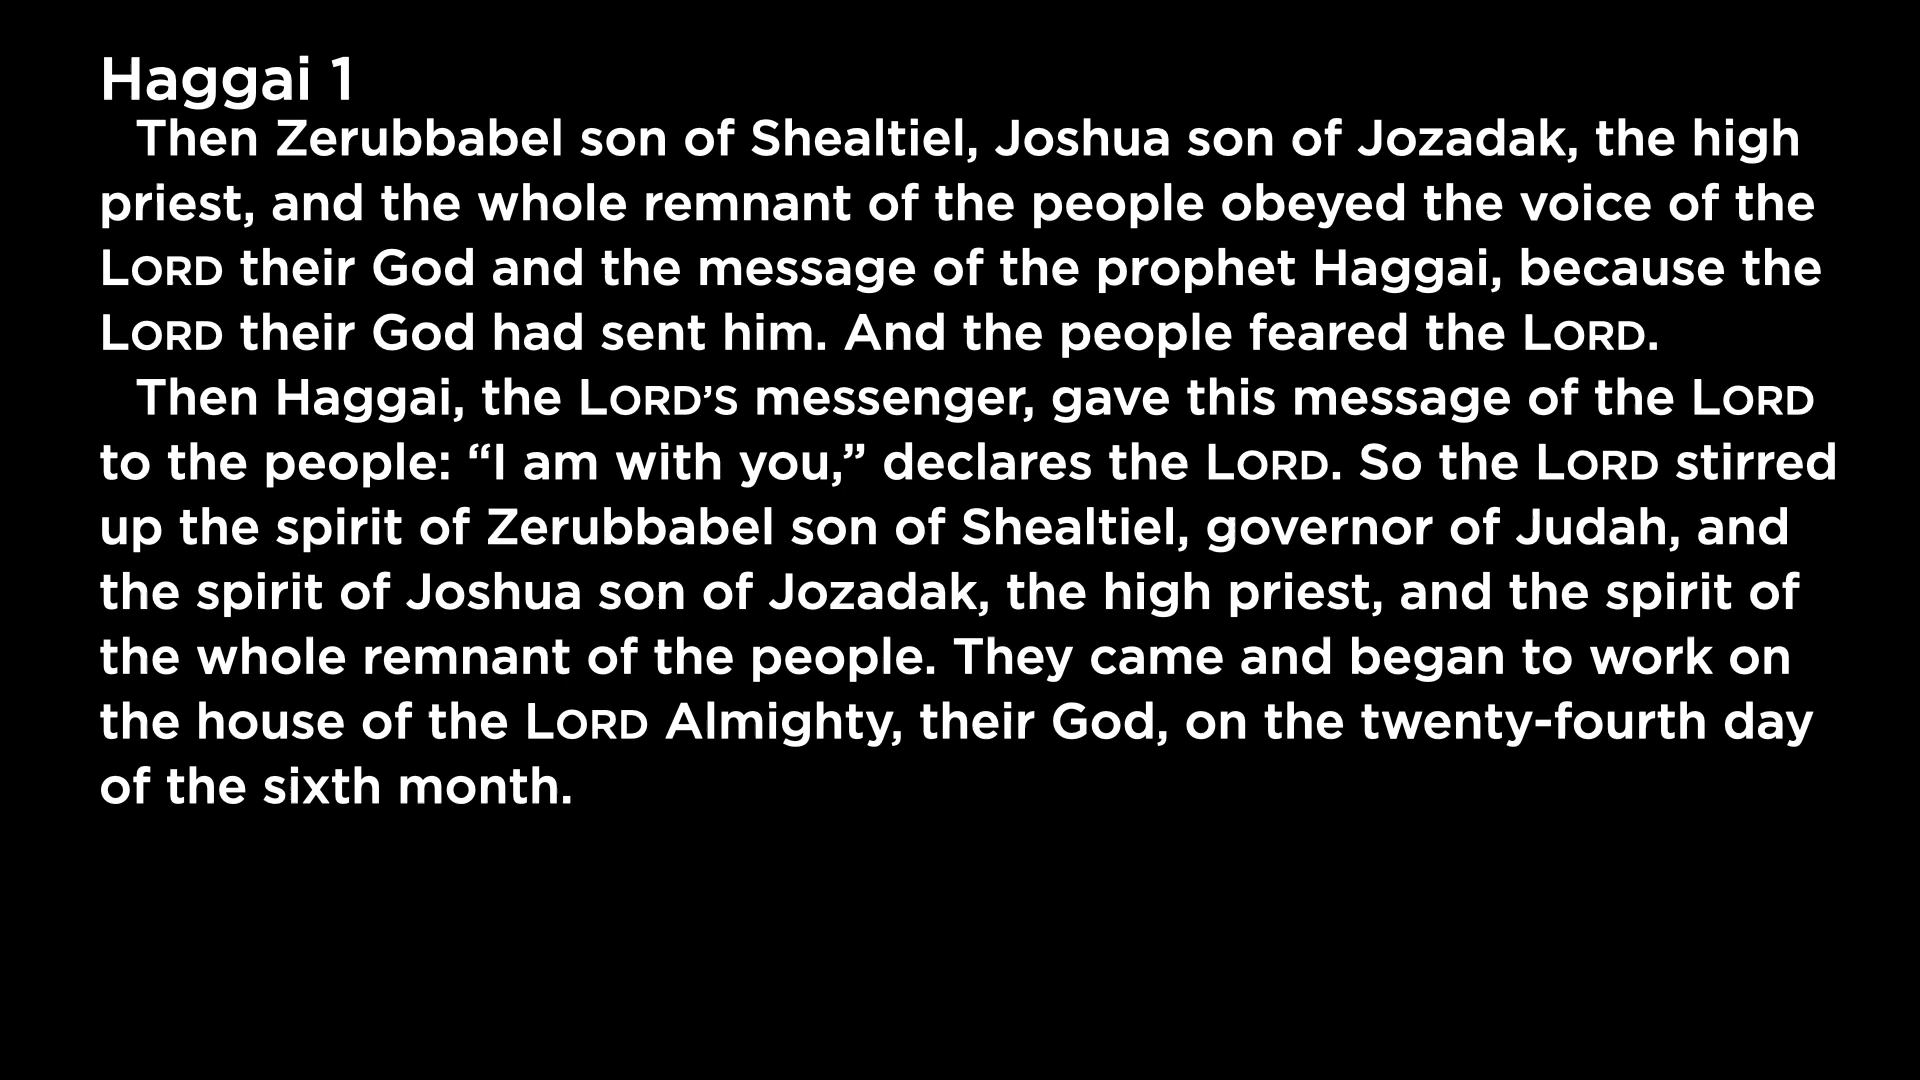 Haggai 1
Then Zerubbabel son of Shealtiel, Joshua son of Jozadak, the high
priest, and the whole remnant of the people obeyed the voice of the
LORD their God and the message of the prophet Haggai, because the
LORD their God had sent him. And the people feared the LORD.
Then Haggai, the LORD’S messenger, gave this message of the LORD
to the people: “I am with you,” declares the LORD. So the LORD stirred
up the spirit of Zerubbabel son of Shealtiel, governor of Judah, and
the spirit of Joshua son of Jozadak, the high priest, and the spirit of
the whole remnant of the people. They came and began to work on
the house of the LORD Almighty, their God, on the twenty-fourth day
of the sixth month.